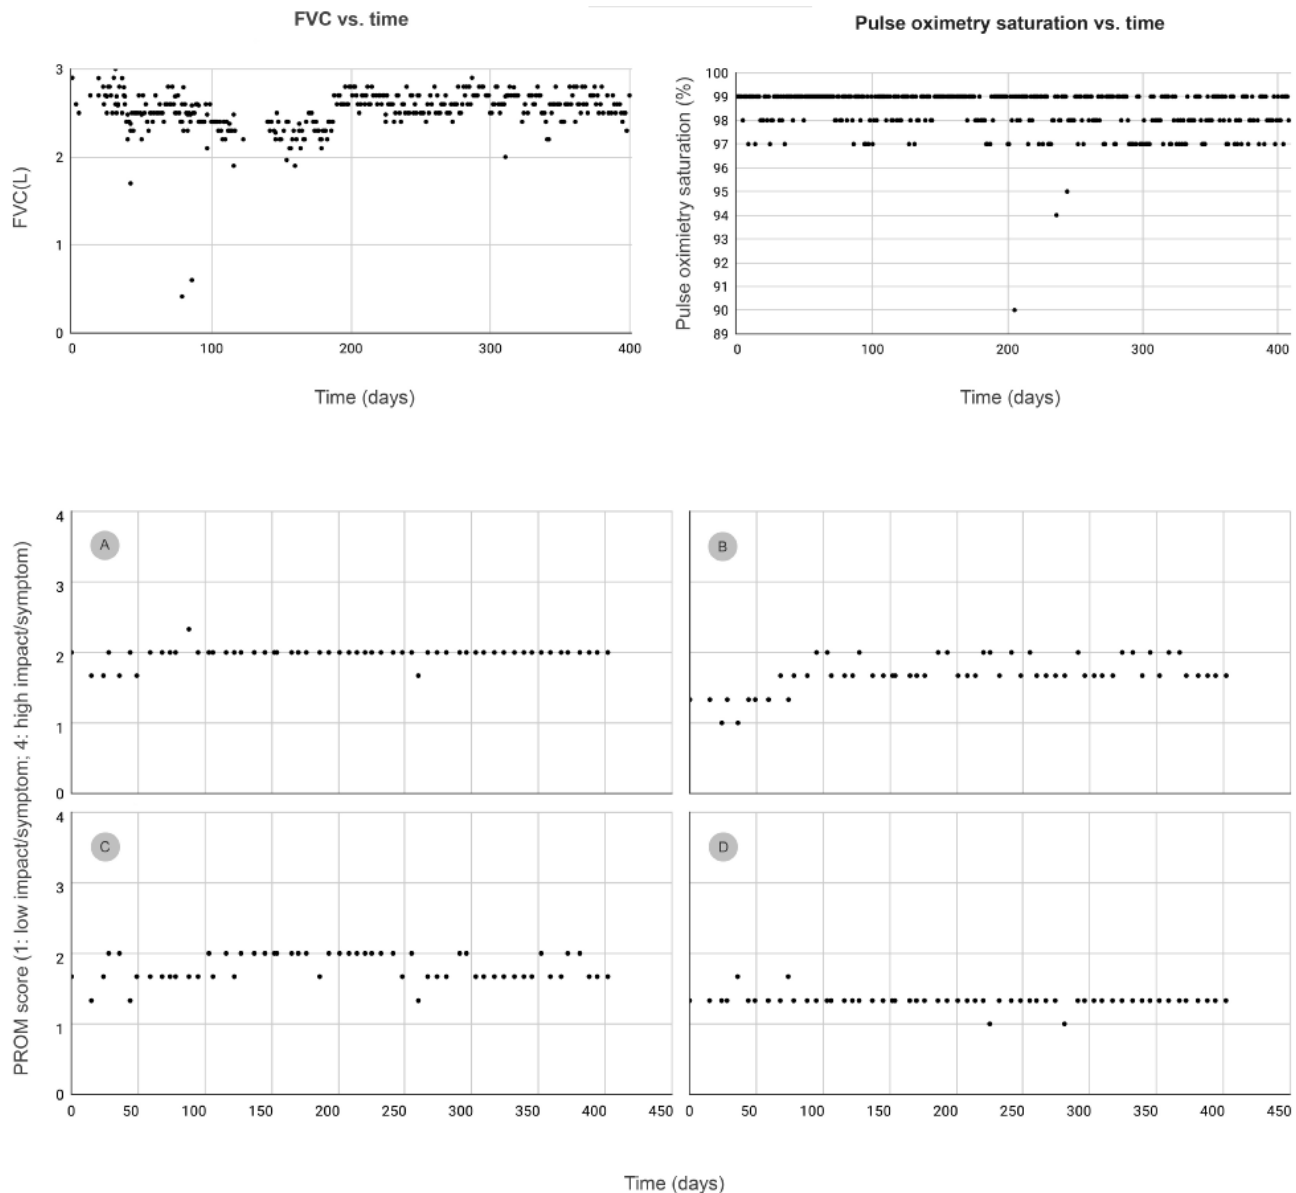 FVC vs. time
Pulse oximetry saturation vs. time
FVC(L)
3
2
1
0
0 100 200 300 400
Time (days)
Pulse oximietry saturation (%)
100
99
98
97
96
95
94
93
92
91
90
89
0 100 200 300 400
Time (days)
PROM score (1: low impact/symptom; 4: high impact/symptom)
4
3
2
1
0
A
B
4
3
2
1
0
C
D
0 50 100 150 200 250 300 350 400 450
0 50 100 150 200 250 300 350 400 450
Time (days)